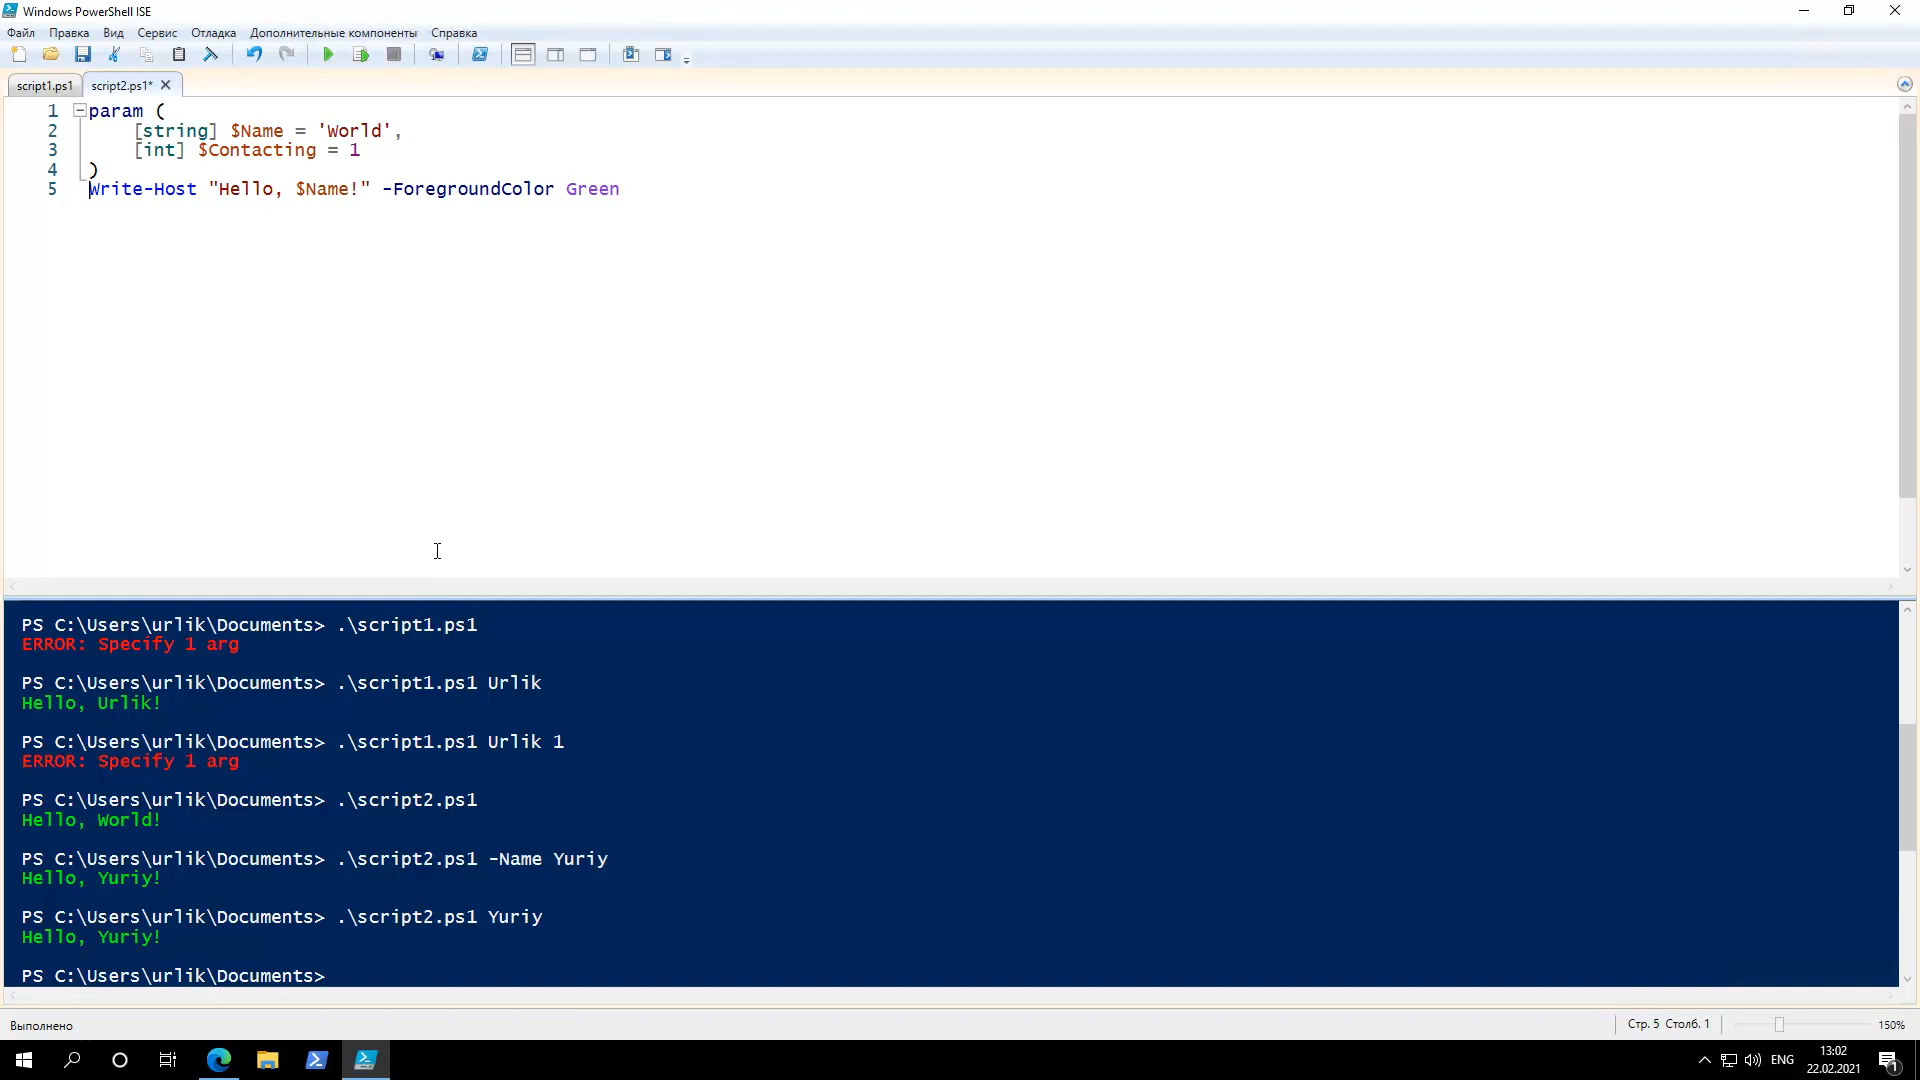 Windows PowerShell ISE
Файл Правка Вид Сервис Отладка Дополнительные компоненты Справка
script1.ps1 script2.ps1*
1 param (
2 [string] $Name = 'World',
3 [int] $Contacting = 1
4 )
5 Write-Host "Hello, $Name!" -ForegroundColor Green
PS C:\Users\urlik\Documents> .\script1.ps1
ERROR: Specify 1 arg
PS C:\Users\urlik\Documents> .\script1.ps1 Urlik
Hello, Urlik!
PS C:\Users\urlik\Documents> .\script1.ps1 Urlik 1
ERROR: Specify 1 arg
PS C:\Users\urlik\Documents> .\script2.ps1
Hello, World!
PS C:\Users\urlik\Documents> .\script2.ps1 -Name Yuriy
Hello, Yuriy!
PS C:\Users\urlik\Documents> .\script2.ps1 Yuriy
Hello, Yuriy!
PS C:\Users\urlik\Documents>
Выполнено Стр. 5 Столб. 1 150%
ENG 13:02
22.02.2021 1